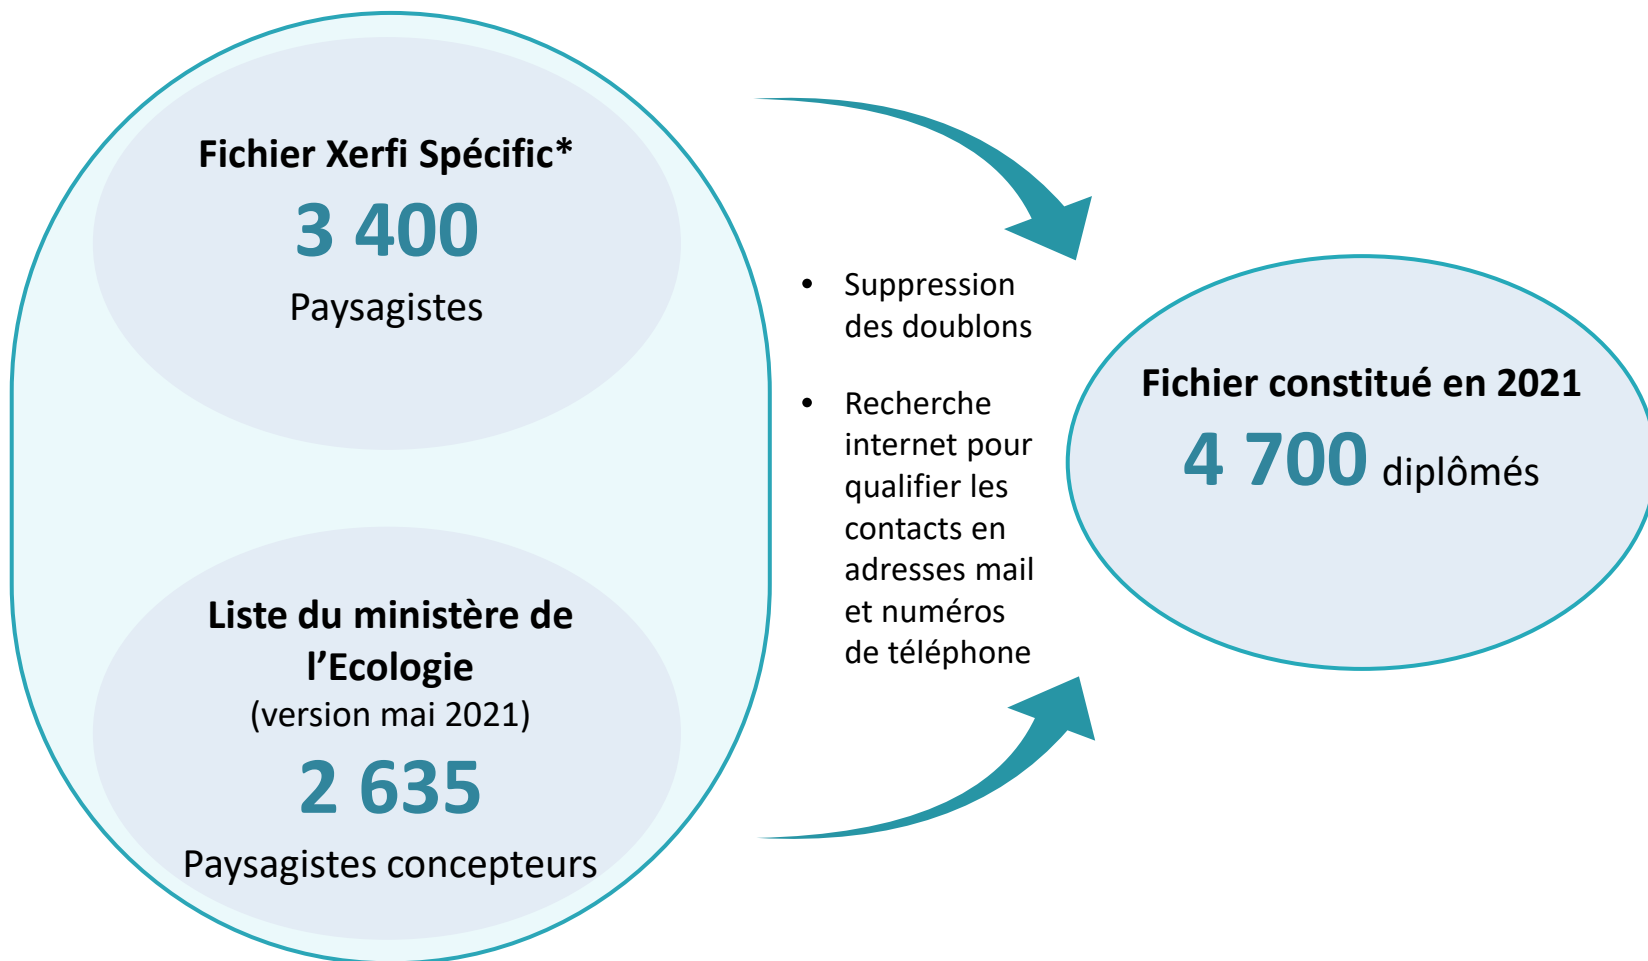 Fichier Xerfi Spécific*
3 400
Paysagistes
Liste du ministère de
l’Ecologie
(version mai 2021)
2 635
Paysagistes concepteurs
• Suppression
des doublons
• Recherche
internet pour
qualifier les
contacts en
adresses mail
et numéros
de téléphone
Fichier constitué en 2021
4 700 diplômés